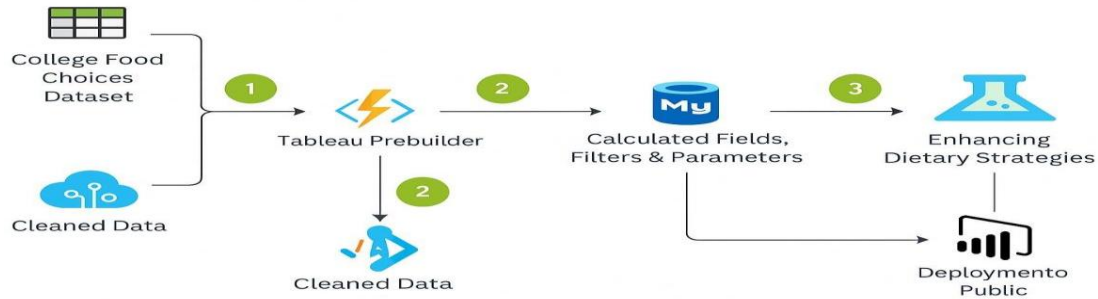 College Food
Choices
Dataset
Cleaned Data
1
Tableau Prebuilder
2
2
Cleaned Data
My
Calculated Fields,
Filters & Parameters
3
Enhancing
Dietary Strategies
Deploymento
Public